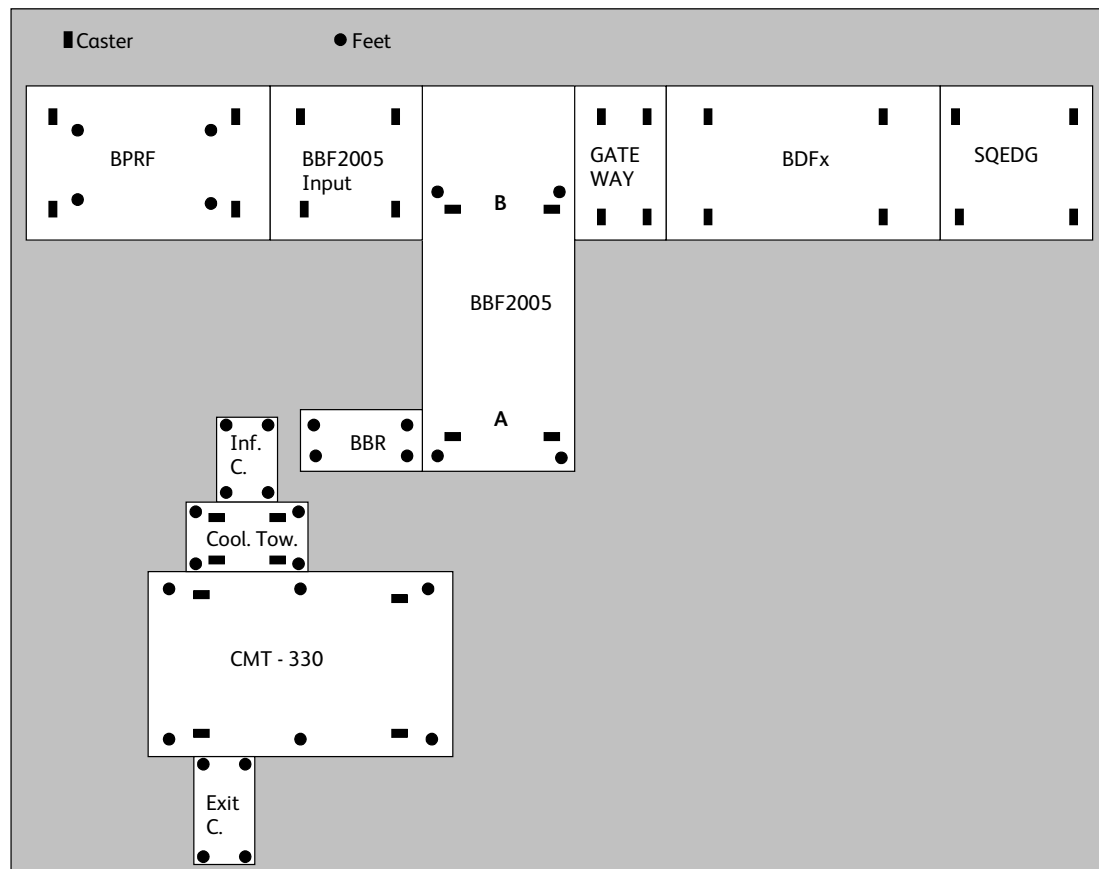 Caster
Feet
BPRF
BBF2005
Input
GATE
WAY
BDFx
SQEDG
B
BBF2005
A
Inf.
C.
BBR
Cool. Tow.
CMT - 330
Exit
C.